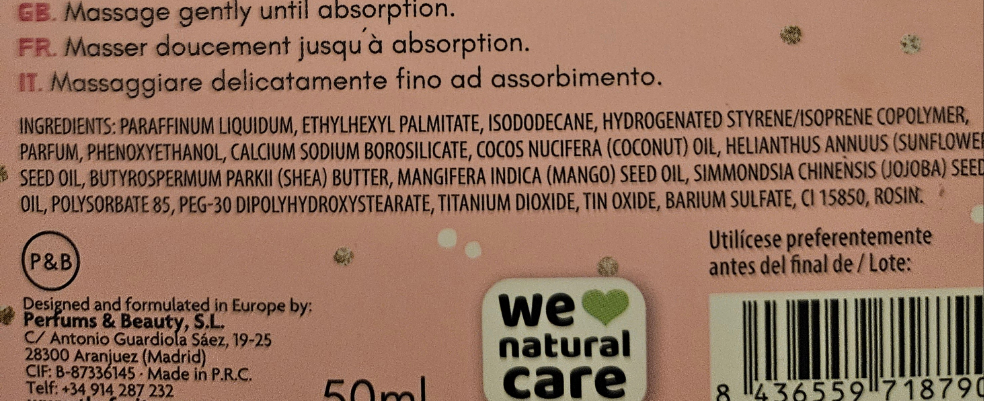 GB. Massage gently until absorption.
FR. Masser doucement jusqu'à absorption.
IT. Massaggiare delicatamente fino ad assorbimento.
INGREDIENTS: PARAFFINUM LIQUIDUM, ETHYLHEXYL PALMITATE, ISODODECANE, HYDROGENATED STYRENE/ISOPRENE COPOLYMER,
PARFUM, PHENOXYETHANOL, CALCIUM SODIUM BOROSILICATE, COCOS NUCIFERA (COCONUT) OIL, HELIANTHUS ANNUUS (SUNFLOWE
SEED OIL, BUTYROSPERMUM PARKII (SHEA) BUTTER, MANGIFERA INDICA (MANGO) SEED OIL, SIMMONDSIA CHINENSIS (JOJOBA) SEED
OIL, POLYSORBATE 85, PEG-30 DIPOLYHYDROXYSTEARATE, TITANIUM DIOXIDE, TIN OXIDE, BARIUM SULFATE, CI 15850, ROSIN.
P&B
Designed and formulated in Europe by:
Perfums & Beauty, S.L.
C/ Antonio Guardiola Sáez, 19-25
28300 Aranjuez (Madrid)
CIF: B-87336145 · Made in P.R.C.
Telf: +34 914 287 232
50ml
we
natural
care
Utilícese preferentemente
antes del final de / Lote:
8 436559 718790